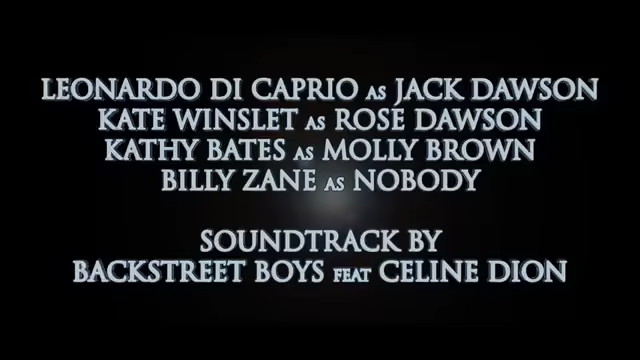 LEONARDO DI CAPRIO AS JACK DAWSON
KATE WINSLET AS ROSE DAWSON
KATHY BATES AS MOLLY BROWN
BILLY ZANE AS NOBODY
SOUNDTRACK BY
BACKSTREET BOYS FEAT CELINE DION